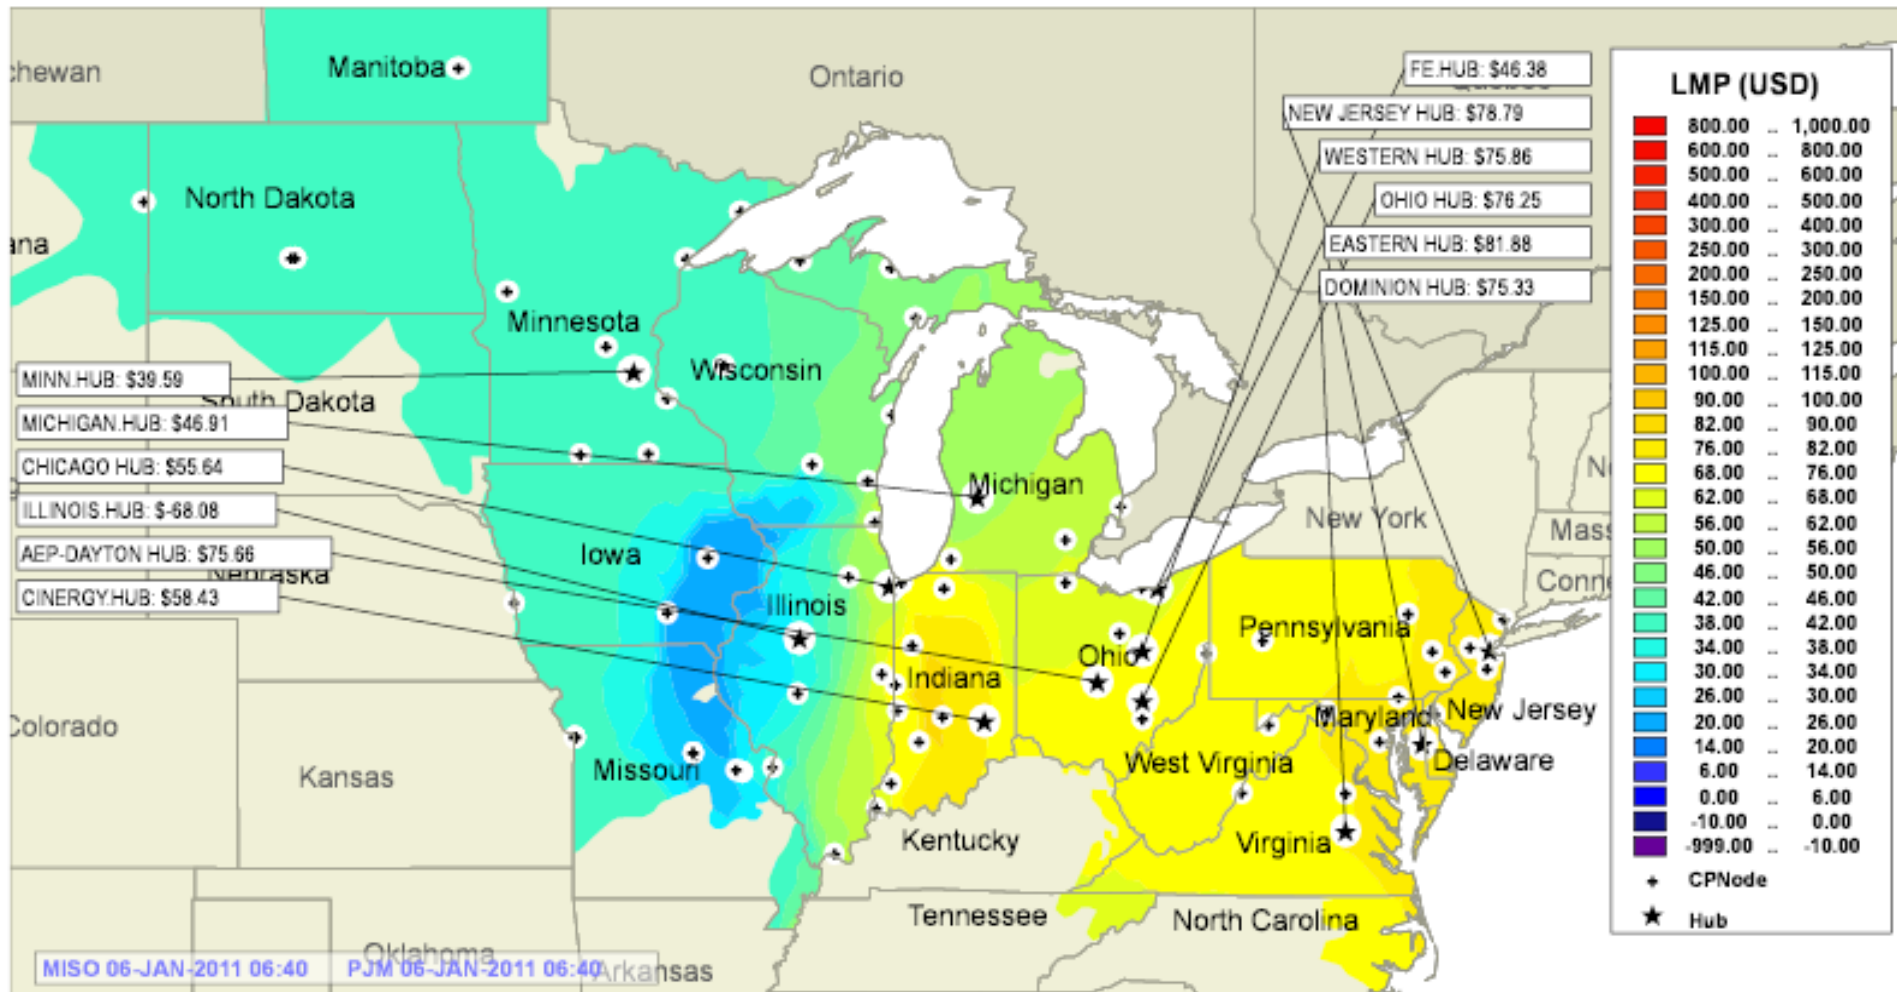 chewan
Manitoba
Ontario
FE.HUB: $46.38
NEW JERSEY HUB: $78.79
WESTERN HUB: $75.86
OHIO HUB: $76.25
EASTERN HUB: $81.88
DOMINION HUB: $75.33
North Dakota
ana
Minnesota
Wisconsin
MINN.HUB: $39.59
South Dakota
MICHIGAN.HUB: $46.91
CHICAGO HUB: $55.64
ILLINOIS.HUB: $-68.08
AEP-DAYTON HUB: $75.66
Nebraska
CINERGY.HUB: $58.43
Michigan
New York
Mass
Conne
Iowa
Illinois
Indiana
Ohio
Pennsylvania
Maryland
New Jersey
Delaware
Colorado
Kansas
Missouri
West Virginia
Kentucky
Virginia
Tennessee
North Carolina
Oklahoma
Arkansas
MISO 06-JAN-2011 06:40 PJM 06-JAN-2011 06:40
LMP (USD)
800.00 .. 1,000.00
600.00 .. 800.00
500.00 .. 600.00
400.00 .. 500.00
300.00 .. 400.00
250.00 .. 300.00
200.00 .. 250.00
150.00 .. 200.00
125.00 .. 150.00
115.00 .. 125.00
100.00 .. 115.00
90.00 .. 100.00
82.00 .. 90.00
76.00 .. 82.00
68.00 .. 76.00
62.00 .. 68.00
56.00 .. 62.00
50.00 .. 56.00
46.00 .. 50.00
42.00 .. 46.00
38.00 .. 42.00
34.00 .. 38.00
30.00 .. 34.00
26.00 .. 30.00
20.00 .. 26.00
14.00 .. 20.00
6.00 .. 14.00
0.00 .. 6.00
-10.00 .. 0.00
-999.00 .. -10.00
CPNode
Hub